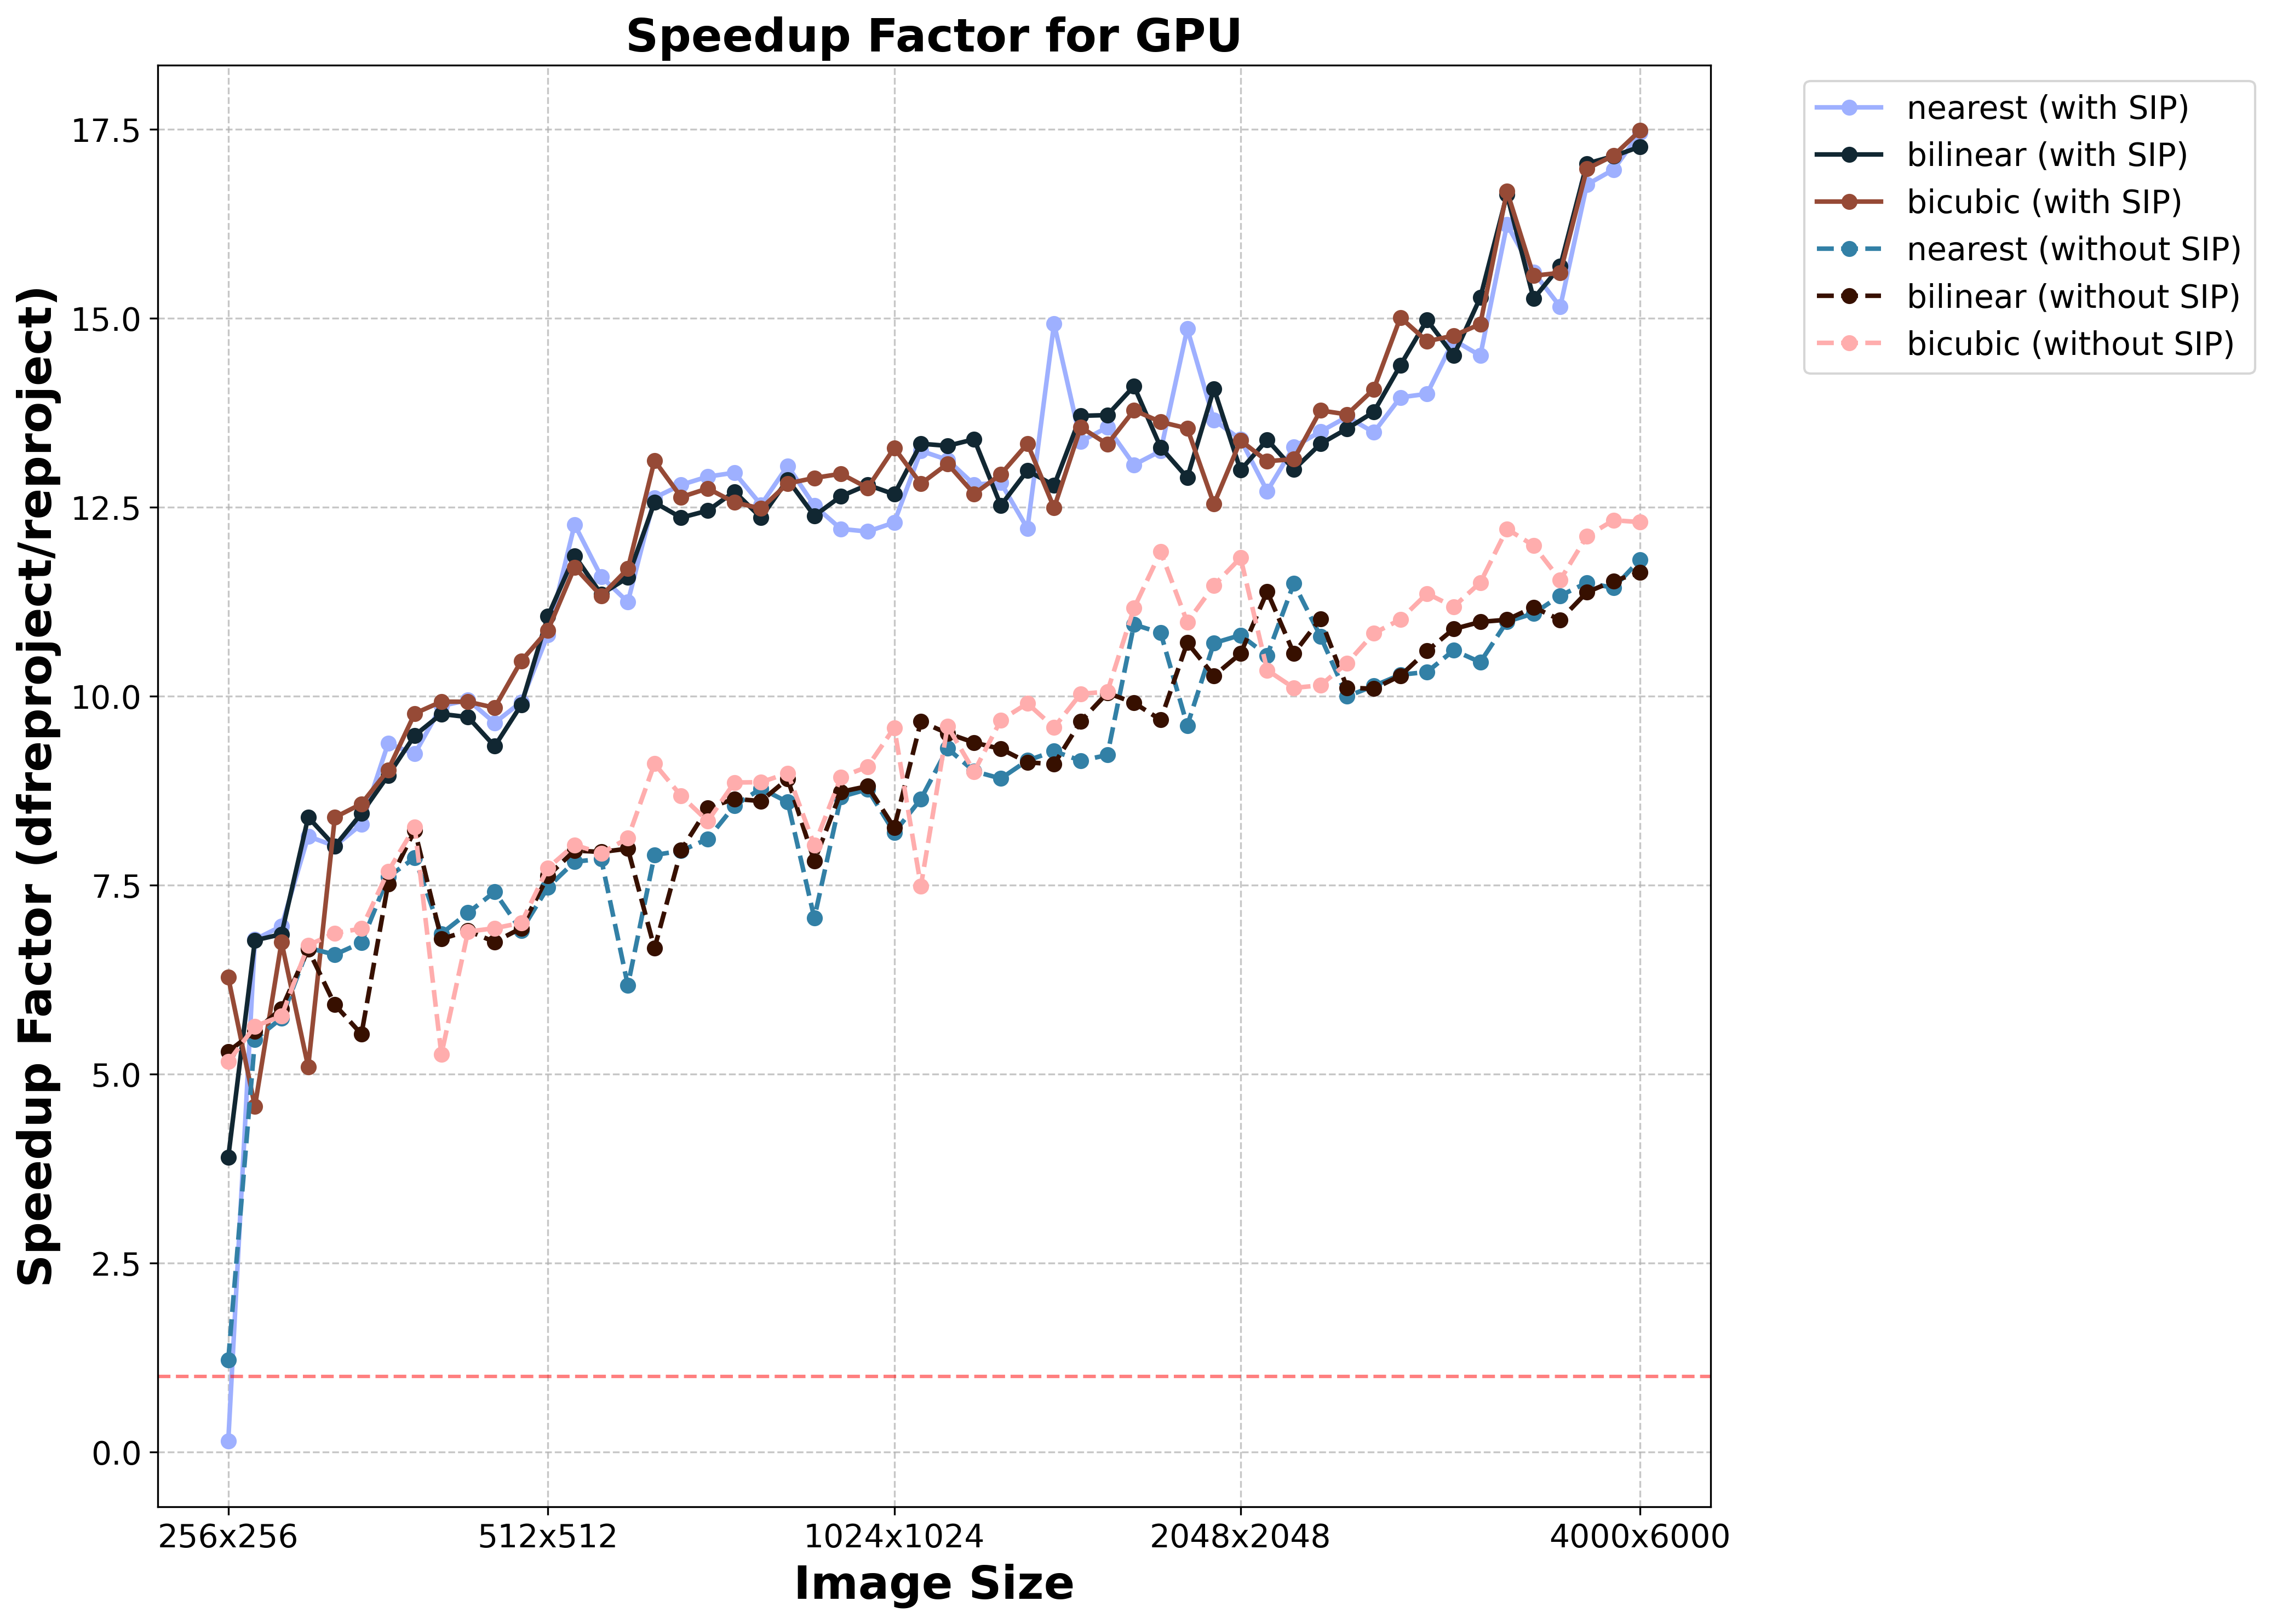 Speedup Factor for GPU
Speedup Factor (dfreproject/reproject)
17.5
15.0
12.5
10.0
7.5
5.0
2.5
0.0
256x256
512x512
1024x1024
2048x2048
4000x6000
Image Size
nearest (with SIP)
bilinear (with SIP)
bicubic (with SIP)
nearest (without SIP)
bilinear (without SIP)
bicubic (without SIP)